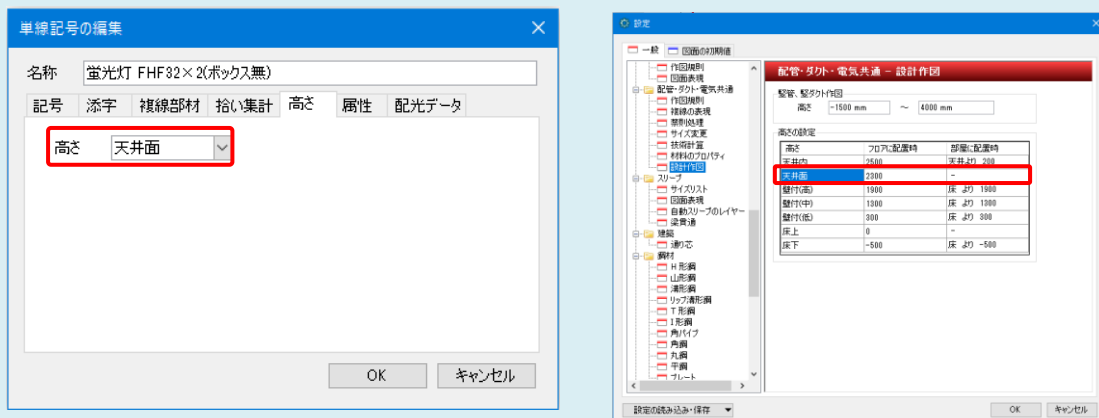 単線記号の編集
名称 蛍光灯 FHF32×2(ボックス無)
記号 添字 複線部材 拾い集計 高さ 属性 配光データ
高さ 天井面
OK キャンセル
設定
一般 図面の初期値
作図規則
図面表現
配管・ダクト・電気共通
作図規則
複線の表現
禁則処理
サイズ変更
技術計算
材料のプロパティ
設計作図
スリーブ
サイズリスト
図面表現
自動スリーブのレイヤー
梁貫通
建築
通り芯
鋼材
H形鋼
山形鋼
溝形鋼
リップ溝形鋼
T形鋼
I形鋼
角パイプ
角鋼
丸鋼
平鋼
プレート
配管・ダクト・電気共通 - 設計作図
竪管、竪ダクト作図
高さ -1500 mm ~ 4000 mm
高さの設定
高さ フロアに配置時 部屋に配置時
天井内 2500 天井より 200
天井面 2300 -
壁付(高) 1900 床 より 1900
壁付(中) 1300 床 より 1300
壁付(低) 300 床 より 300
床上 0 -
床下 -500 床 より -500
設定の読み込み・保存
OK キャンセル